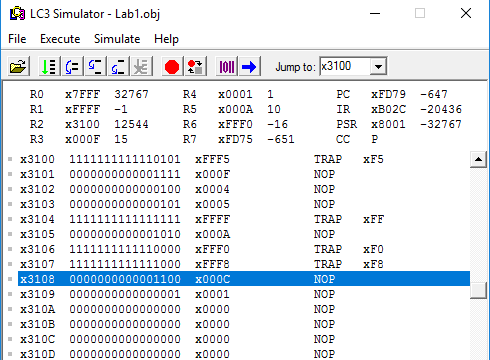 LC3 Simulator - Lab1.obj
File Execute Simulate Help
Jump to: x3100
R0 x7FFF 32767 R4 x0001 1 PC xFD79 -647
R1 xFFFF -1 R5 x000A 10 IR xB02C -20436
R2 x3100 12544 R6 xFFF0 -16 PSR x8001 -32767
R3 x000F 15 R7 xFD75 -651 CC P
x3100 1111111111110101 xFFF5 TRAP xF5
x3101 0000000000001111 x000F NOP
x3102 0000000000000100 x0004 NOP
x3103 0000000000000101 x0005 NOP
x3104 1111111111111111 xFFFF TRAP xFF
x3105 0000000000001010 x000A NOP
x3106 1111111111110000 xFFF0 TRAP xF0
x3107 1111111111111000 xFFF8 TRAP xF8
x3108 0000000000001100 x000C NOP
x3109 0000000000000001 x0001 NOP
x310A 0000000000000000 x0000 NOP
x310B 0000000000000000 x0000 NOP
x310C 0000000000000000 x0000 NOP
x310D 0000000000000000 x0000 NOP